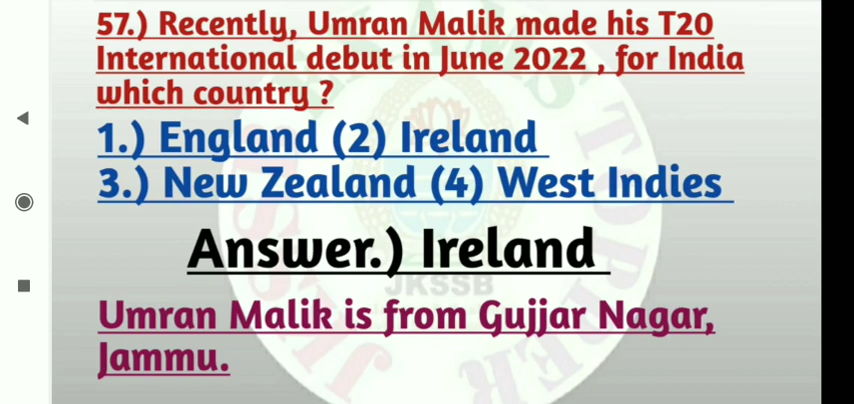 57.) Recently, Umran Malik made his T20
International debut in June 2022 , for India
which country ?
1.) England (2) Ireland
3.) New Zealand (4) West Indies
Answer.) Ireland
JKSSB
Umran Malik is from Gujjar Nagar,
Jammu.